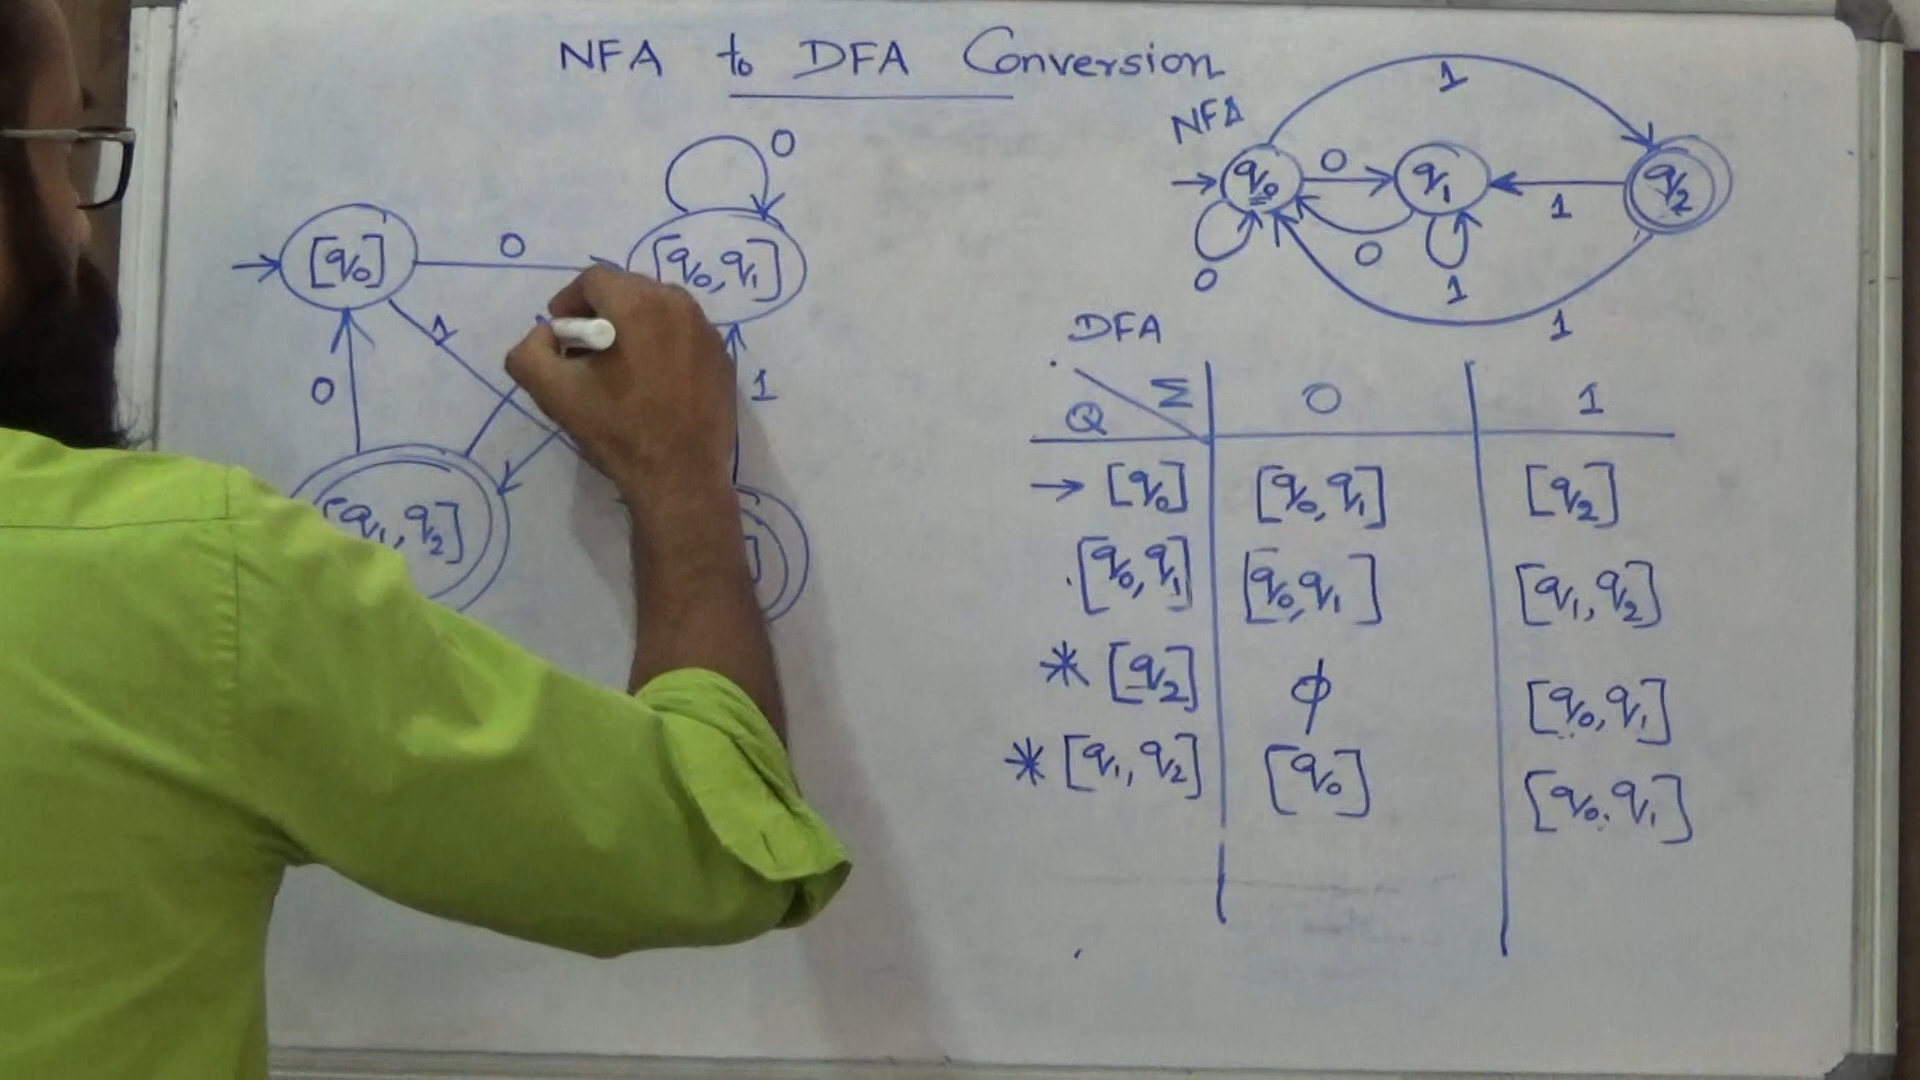 NFA to DFA Conversion
NFA
1
q0 0 q1 1 q2
0 0 1 1
0
[q0] 0 [q0,q1]
1
0 1
[q1,q2] ]
DFA
Q Σ 0 1
→ [q0] [q0,q1] [q2]
[q0,q1] [q0,q1] [q1,q2]
* [q2] ϕ [q0,q1]
* [q1,q2] [q0] [q0,q1]